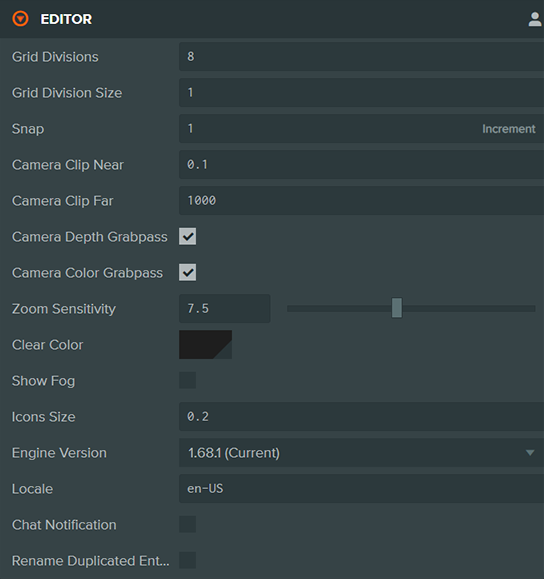 EDITOR
Grid Divisions 8
Grid Division Size 1
Snap 1 Increment
Camera Clip Near 0.1
Camera Clip Far 1000
Camera Depth Grabpass
Camera Color Grabpass
Zoom Sensitivity 7.5
Clear Color
Show Fog
Icons Size 0.2
Engine Version 1.68.1 (Current)
Locale en-US
Chat Notification
Rename Duplicated Ent...